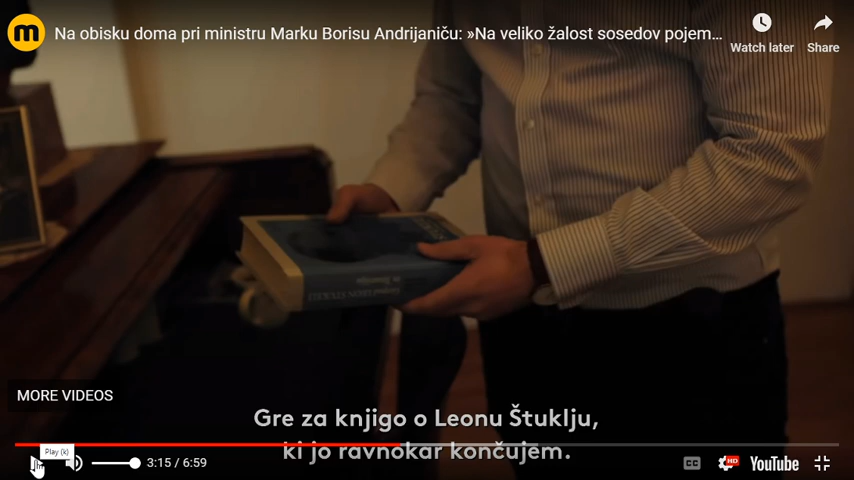 m
Na obisku doma pri ministru Marku Borisu Andrijaniču: »Na veliko žalost sosedov pojem…
Watch later
Share
MORE VIDEOS
Gre za knjigo o Leonu Štuklju,
ki jo ravnokar končujem.
Play (k)
3:15 / 6:59
CC
HD
YouTube